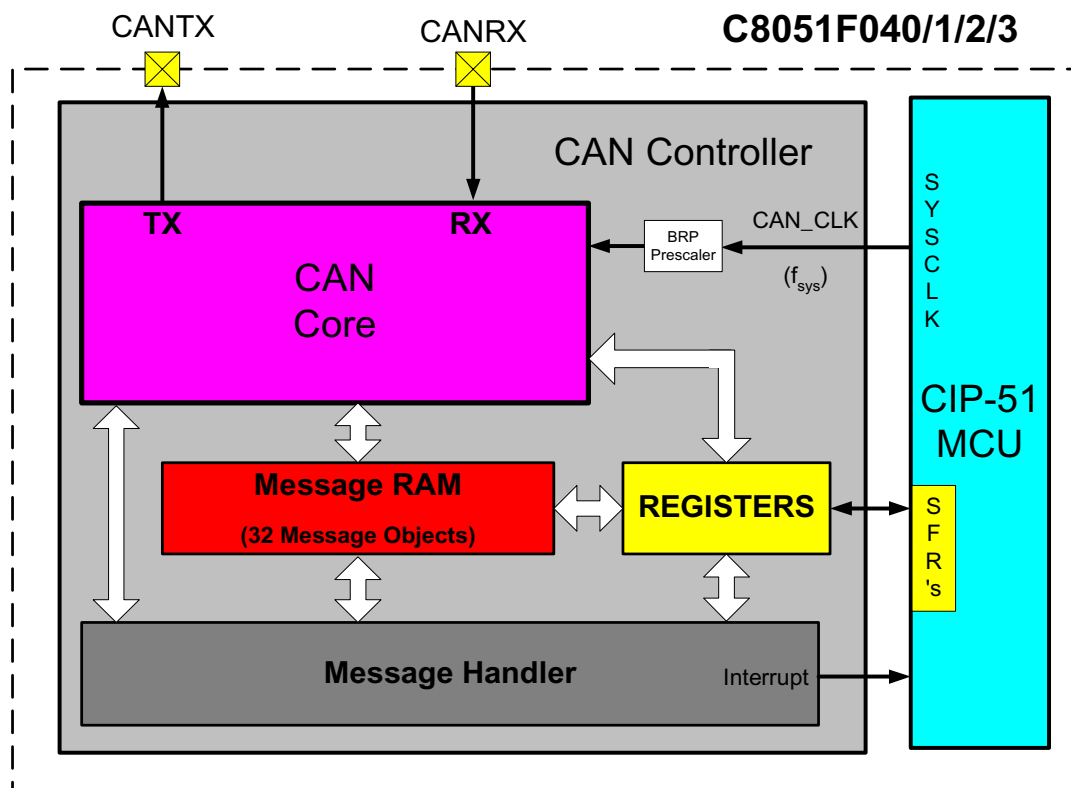 CANTX
CANRX
C8051F040/1/2/3
CAN Controller
TX
RX
CAN
Core
BRP
Prescaler
CAN_CLK
(fsys)
S
Y
S
C
L
K
CIP-51
MCU
Message RAM
(32 Message Objects)
REGISTERS
S
F
R
's
Message Handler
Interrupt